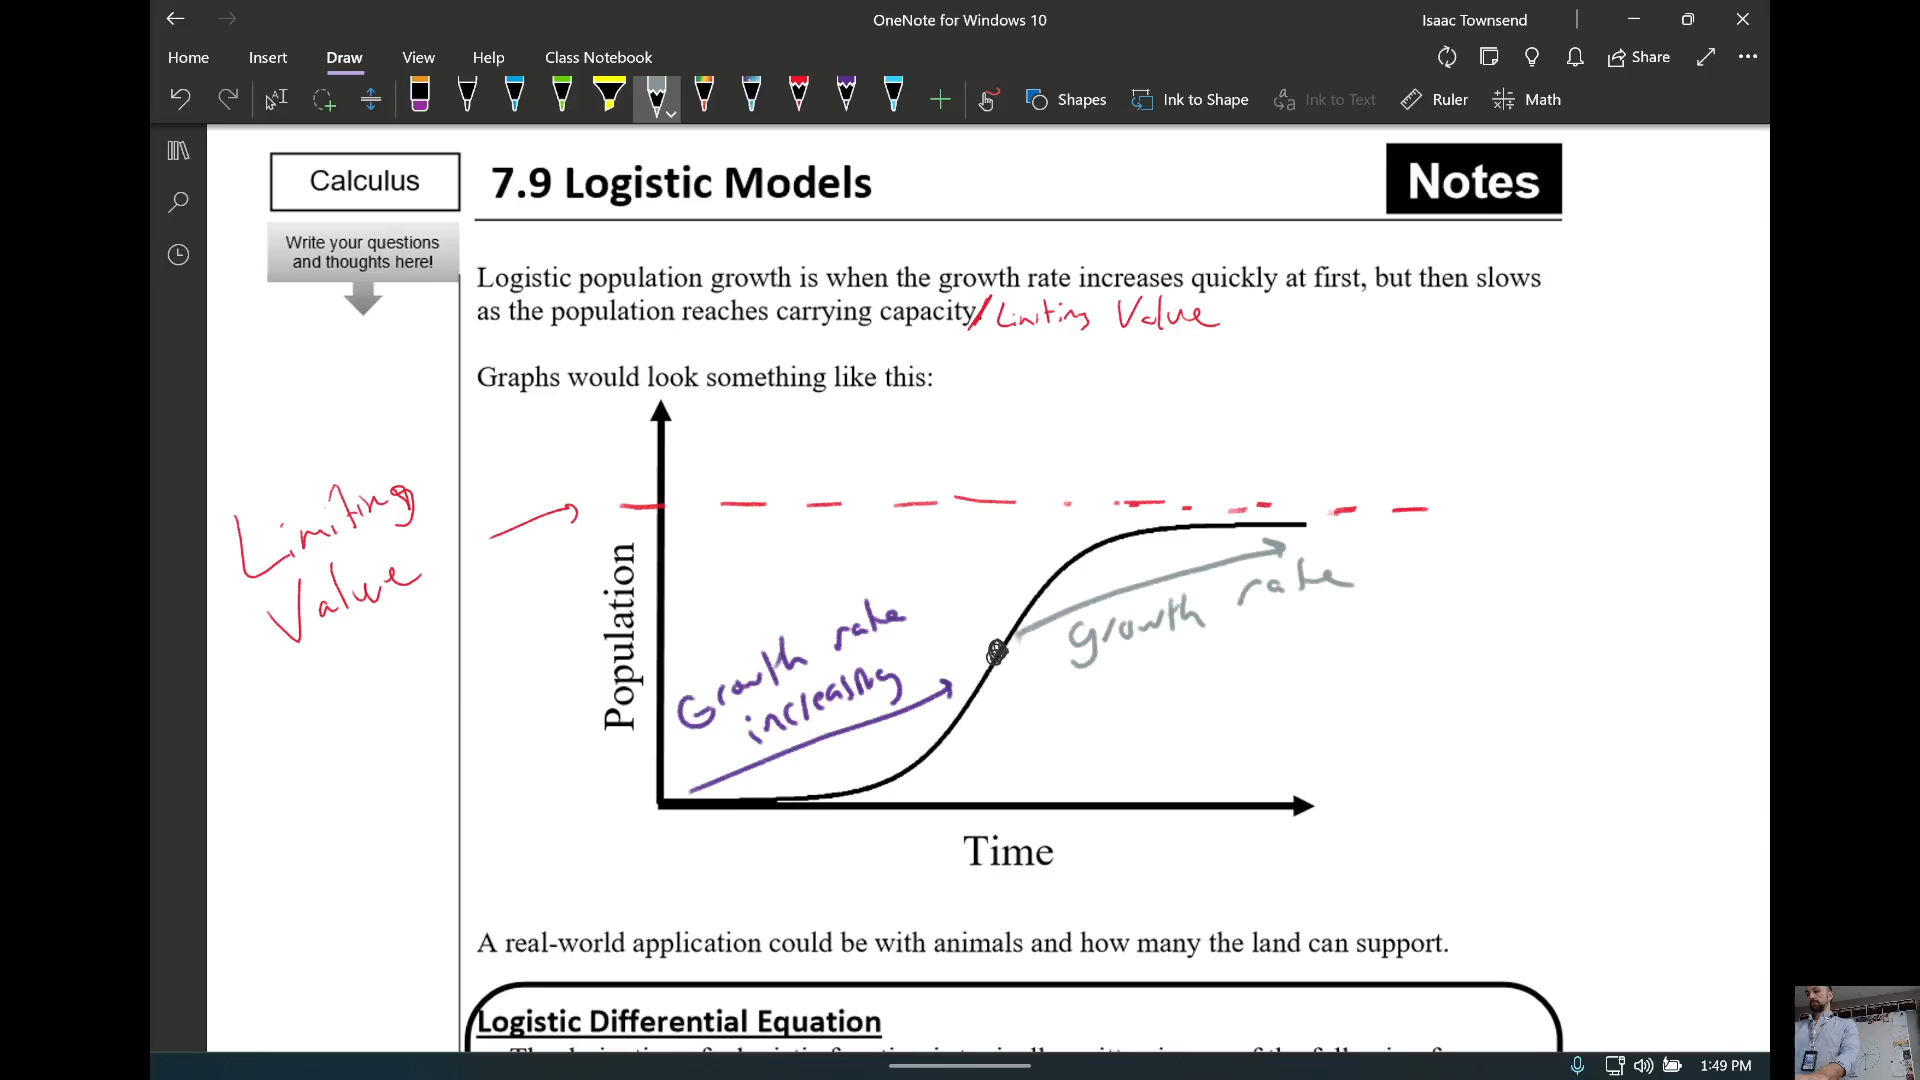 OneNote for Windows 10
Isaac Townsend
Home Insert Draw View Help Class Notebook
Share
Shapes Ink to Shape Ink to Text Ruler Math
Calculus
7.9 Logistic Models
Notes
Write your questions
and thoughts here!
Logistic population growth is when the growth rate increases quickly at first, but then slows
as the population reaches carrying capacity/Limiting Value
Graphs would look something like this:
Limiting
Value
Population
Growth rate
increasing
growth rate
Time
A real-world application could be with animals and how many the land can support.
Logistic Differential Equation
1:49 PM